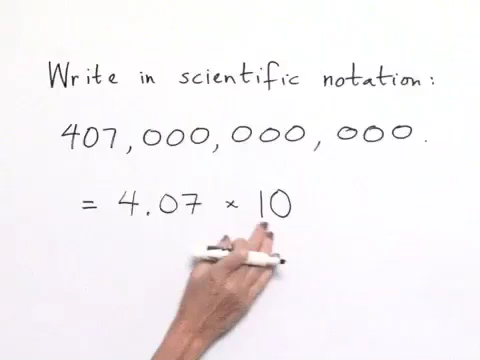 Write in scientific notation:
407,000,000,000.
= 4.07 × 10